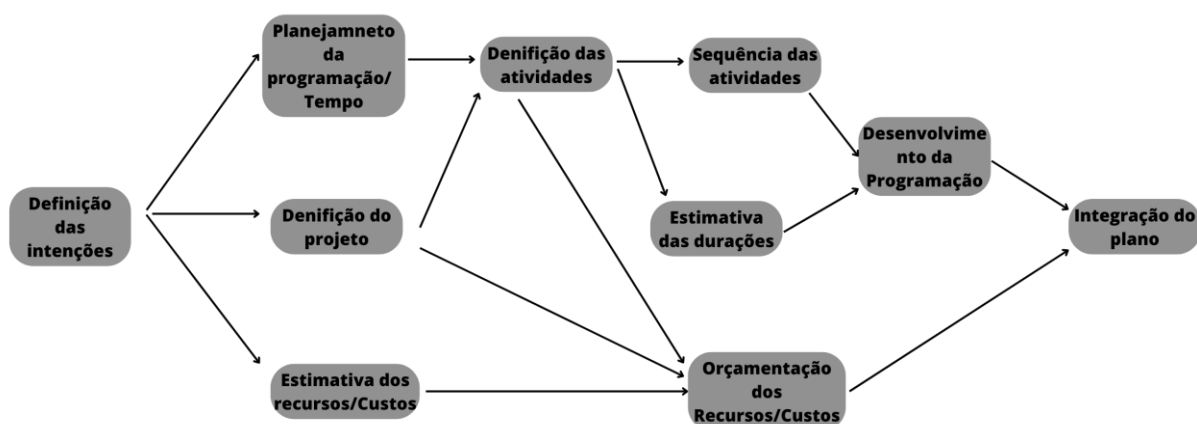 Planejamneto
da
programação/
Tempo
Denifição das
atividades
Sequência das
atividades
Desenvolvime
nto da
Programação
Definição
das
intenções
Denifição do
projeto
Estimativa
das durações
Integração do
plano
Estimativa dos
recursos/Custos
Orçamentação
dos
Recursos/Custos